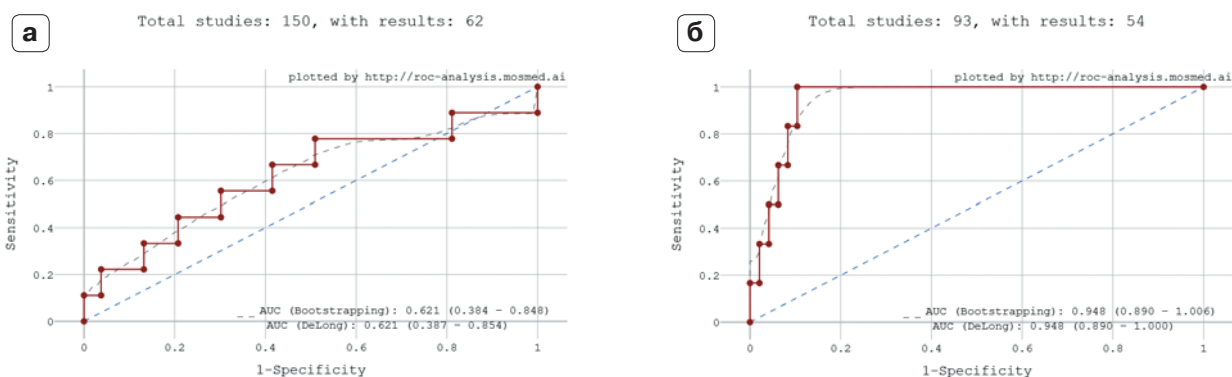 а
Total studies: 150, with results: 62
plotted by http://roc-analysis.mosmed.ai
1
0.8
0.6
0.4
0.2
0
Sensitivity
AUC (Bootstrapping): 0.621 (0.384 – 0.848)
AUC (DeLong): 0.621 (0.387 – 0.854)
0 0.2 0.4 0.6 0.8 1
1-Specificity
б
Total studies: 93, with results: 54
plotted by http://roc-analysis.mosmed.ai
1
0.8
0.6
0.4
0.2
0
Sensitivity
AUC (Bootstrapping): 0.948 (0.890 – 1.006)
AUC (DeLong): 0.948 (0.890 – 1.000)
0 0.2 0.4 0.6 0.8 1
1-Specificity